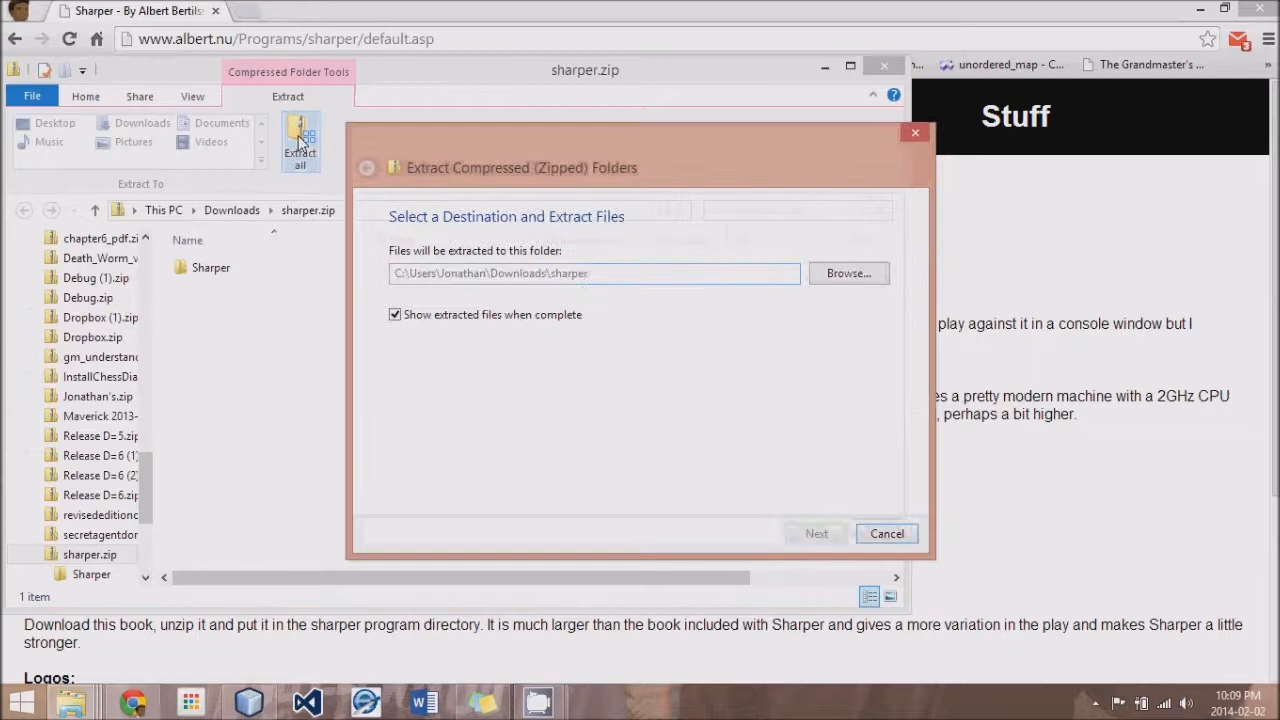 Sharper - By Albert Bertils
www.albert.nu/Programs/sharper/default.asp
unordered_map - C...
The Grandmaster's ...
»
Compressed Folder Tools
sharper.zip
File
Home
Share
View
Extract
Desktop
Downloads
Documents
Music
Pictures
Videos
Extract To
Extract
all
Stuff
This PC
Downloads
sharper.zip
chapter6_pdf.zi
Death_Worm_v
Debug (1).zip
Debug.zip
Dropbox (1).zip
Dropbox.zip
gm_understand
InstallChessDia
Jonathan's.zip
Maverick 2013-
Release D=5.zip
Release D=6 (1)
Release D=6 (2)
Release D=6.zip
revisededitionc
secretagentdor
sharper.zip
Sharper
Name
Sharper
1 item
Extract Compressed (Zipped) Folders
Select a Destination and Extract Files
Files will be extracted to this folder:
C:\Users\Jonathan\Downloads\sharper
Browse...
Show extracted files when complete
Next
Cancel
play against it in a console window but I
es a pretty modern machine with a 2GHz CPU
, perhaps a bit higher.
Download this book, unzip it and put it in the sharper program directory. It is much larger than the book included with Sharper and gives a more variation in the play and makes Sharper a little
stronger.
Logos:
10:09 PM
2014-02-02